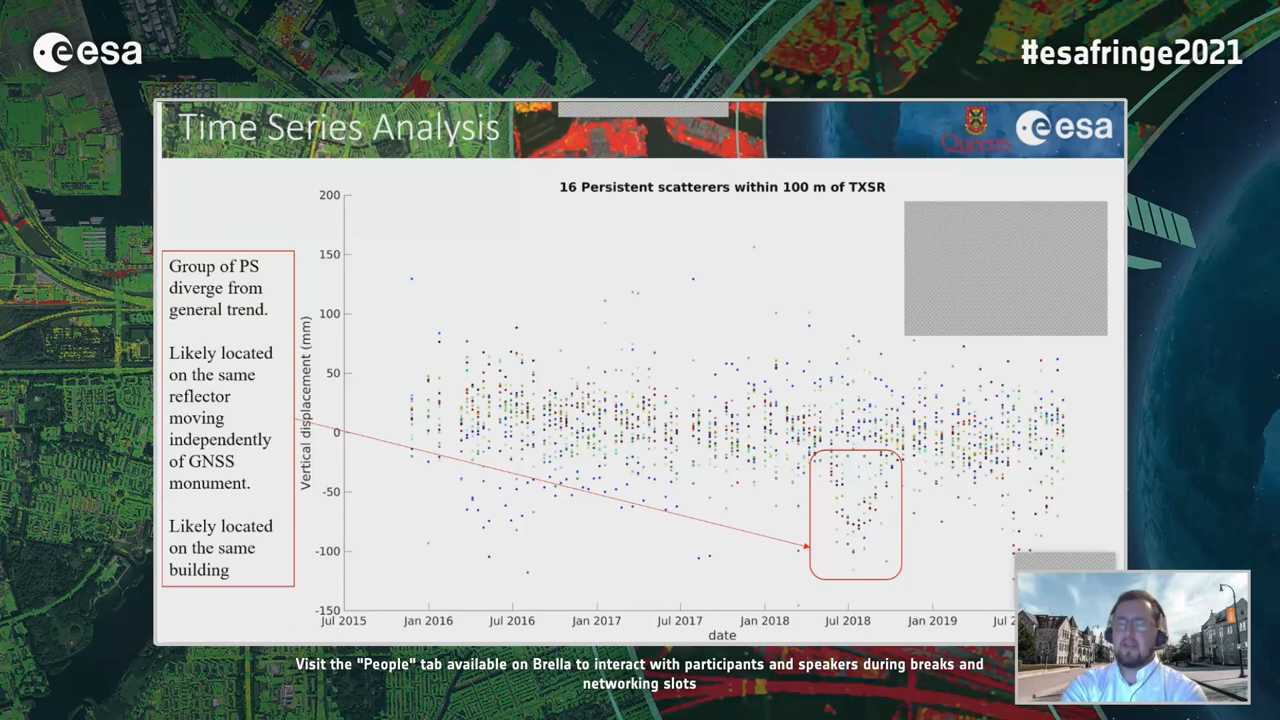 esa
#esafringe2021
Time Series Analysis
QUEEN'S
esa
16 Persistent scatterers within 100 m of TXSR
Group of PS
diverge from
general trend.
Likely located
on the same
reflector
moving
independently
of GNSS
monument.
Likely located
on the same
building
Vertical displacement (mm)
200
150
100
50
0
-50
-100
-150
Jul 2015
Jan 2016
Jul 2016
Jan 2017
Jul 2017
Jan 2018
Jul 2018
Jan 2019
date
Visit the "People" tab available on Brella to interact with participants and speakers during breaks and
networking slots